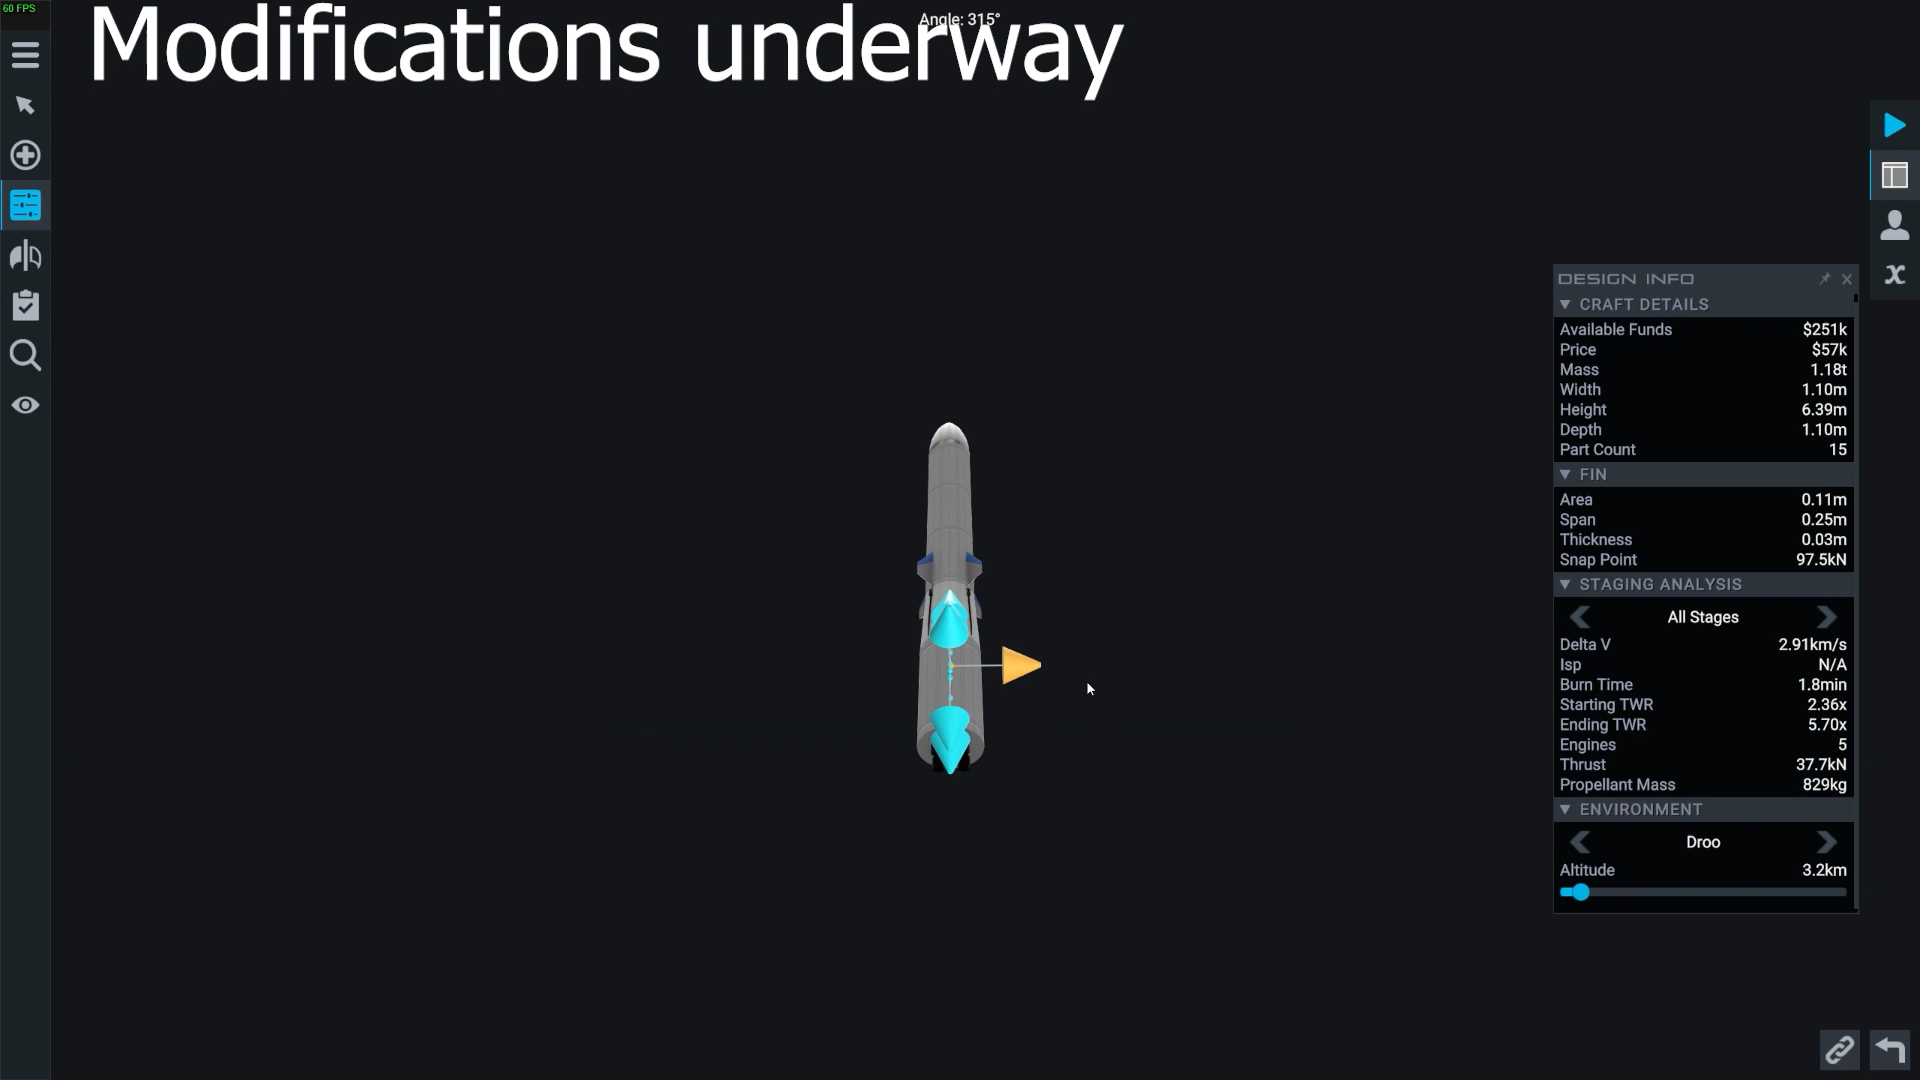 60 FPS
Angle: 315°
Modifications underway
DESIGN INFO
CRAFT DETAILS
Available Funds $251k
Price $57k
Mass 1.18t
Width 1.10m
Height 6.39m
Depth 1.10m
Part Count 15
FIN
Area 0.11m
Span 0.25m
Thickness 0.03m
Snap Point 97.5kN
STAGING ANALYSIS
All Stages
Delta V 2.91km/s
Isp N/A
Burn Time 1.8min
Starting TWR 2.36x
Ending TWR 5.70x
Engines 5
Thrust 37.7kN
Propellant Mass 829kg
ENVIRONMENT
Droo
Altitude 3.2km